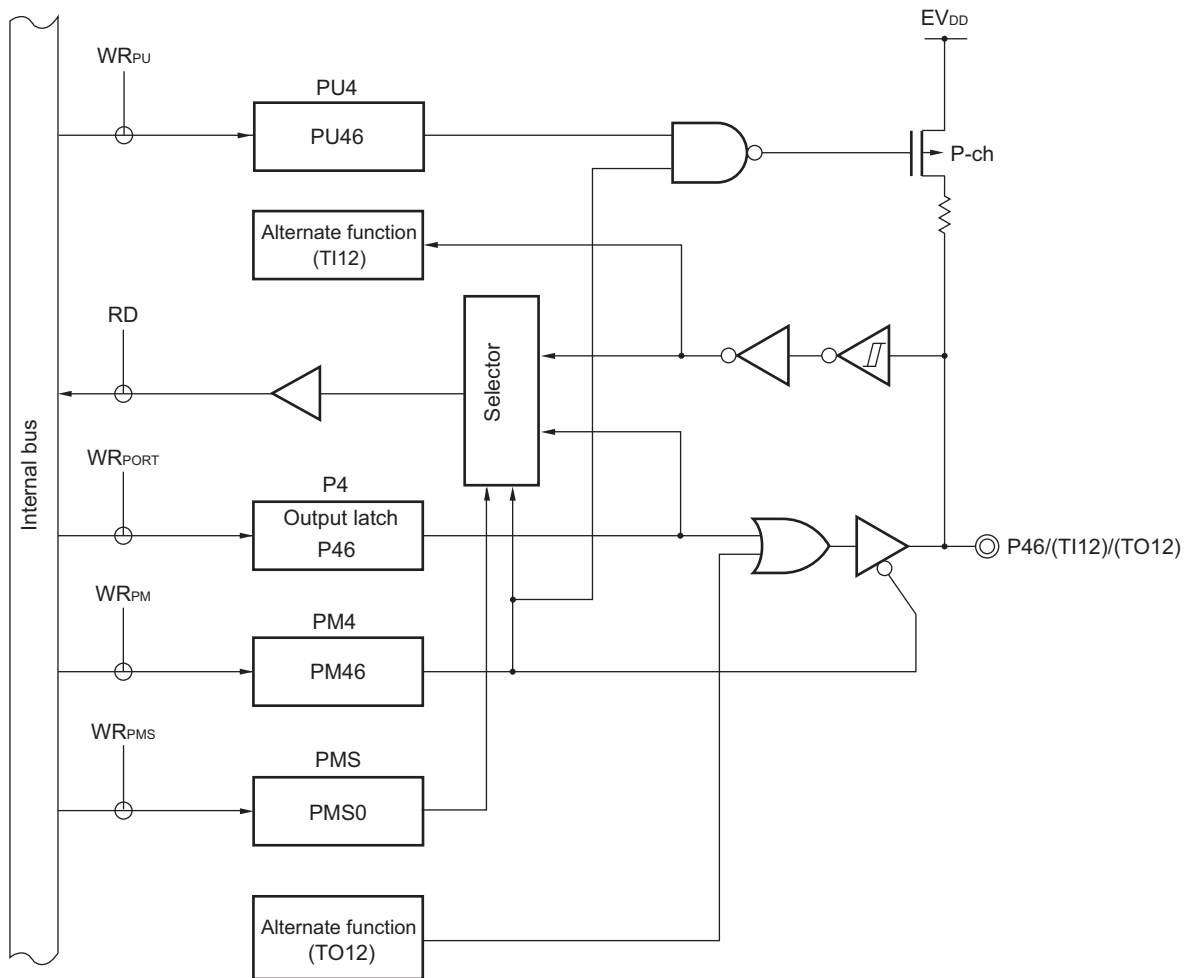 EVDD
WRPU
PU4
PU46
P-ch
Alternate function
(TI12)
RD
Selector
Internal bus
WRPORT
P4
Output latch
P46
P46/(TI12)/(TO12)
WRPM
PM4
PM46
WRPMS
PMS
PMS0
Alternate function
(TO12)